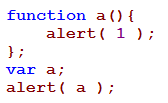 function a(){
    alert( 1 );
};
var a;
alert( a );